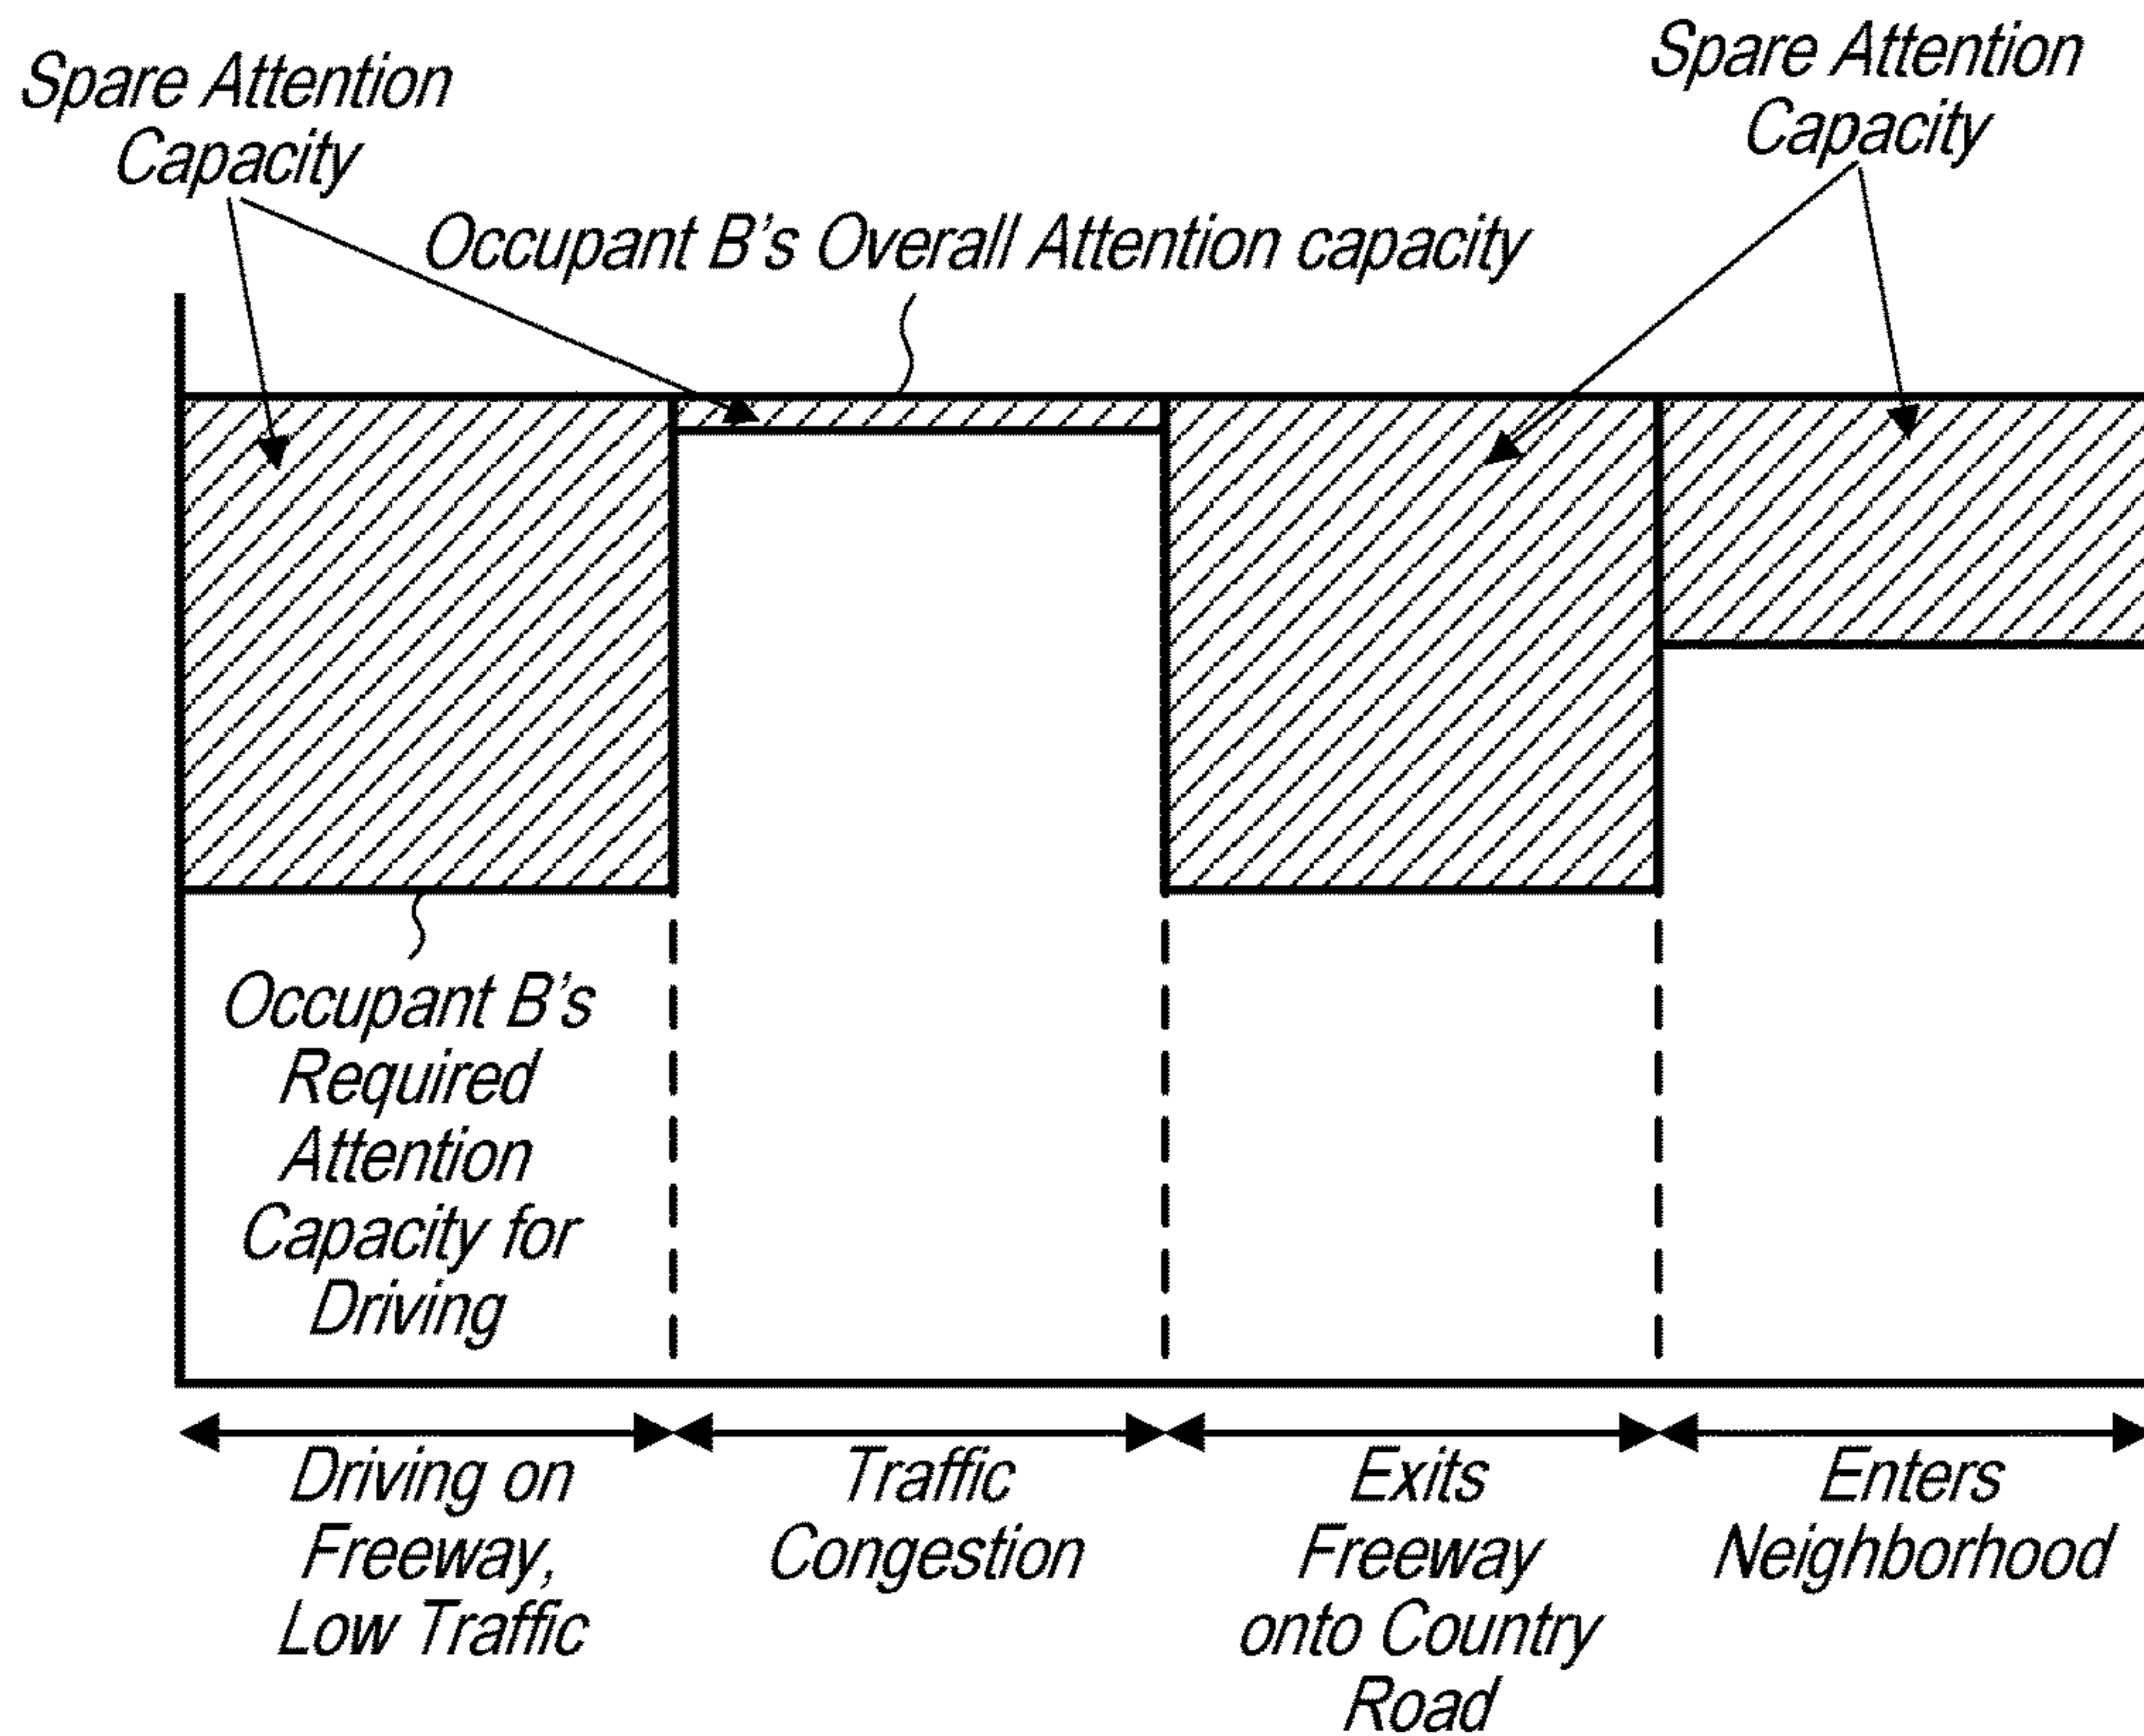 Spare Attention
Capacity
Spare Attention
Capacity
Occupant B's Overall Attention capacity
Occupant B's
Required
Attention
Capacity for
Driving
Driving on
Freeway,
Low Traffic
Traffic
Congestion
Exits
Freeway
onto Country
Road
Enters
Neighborhood